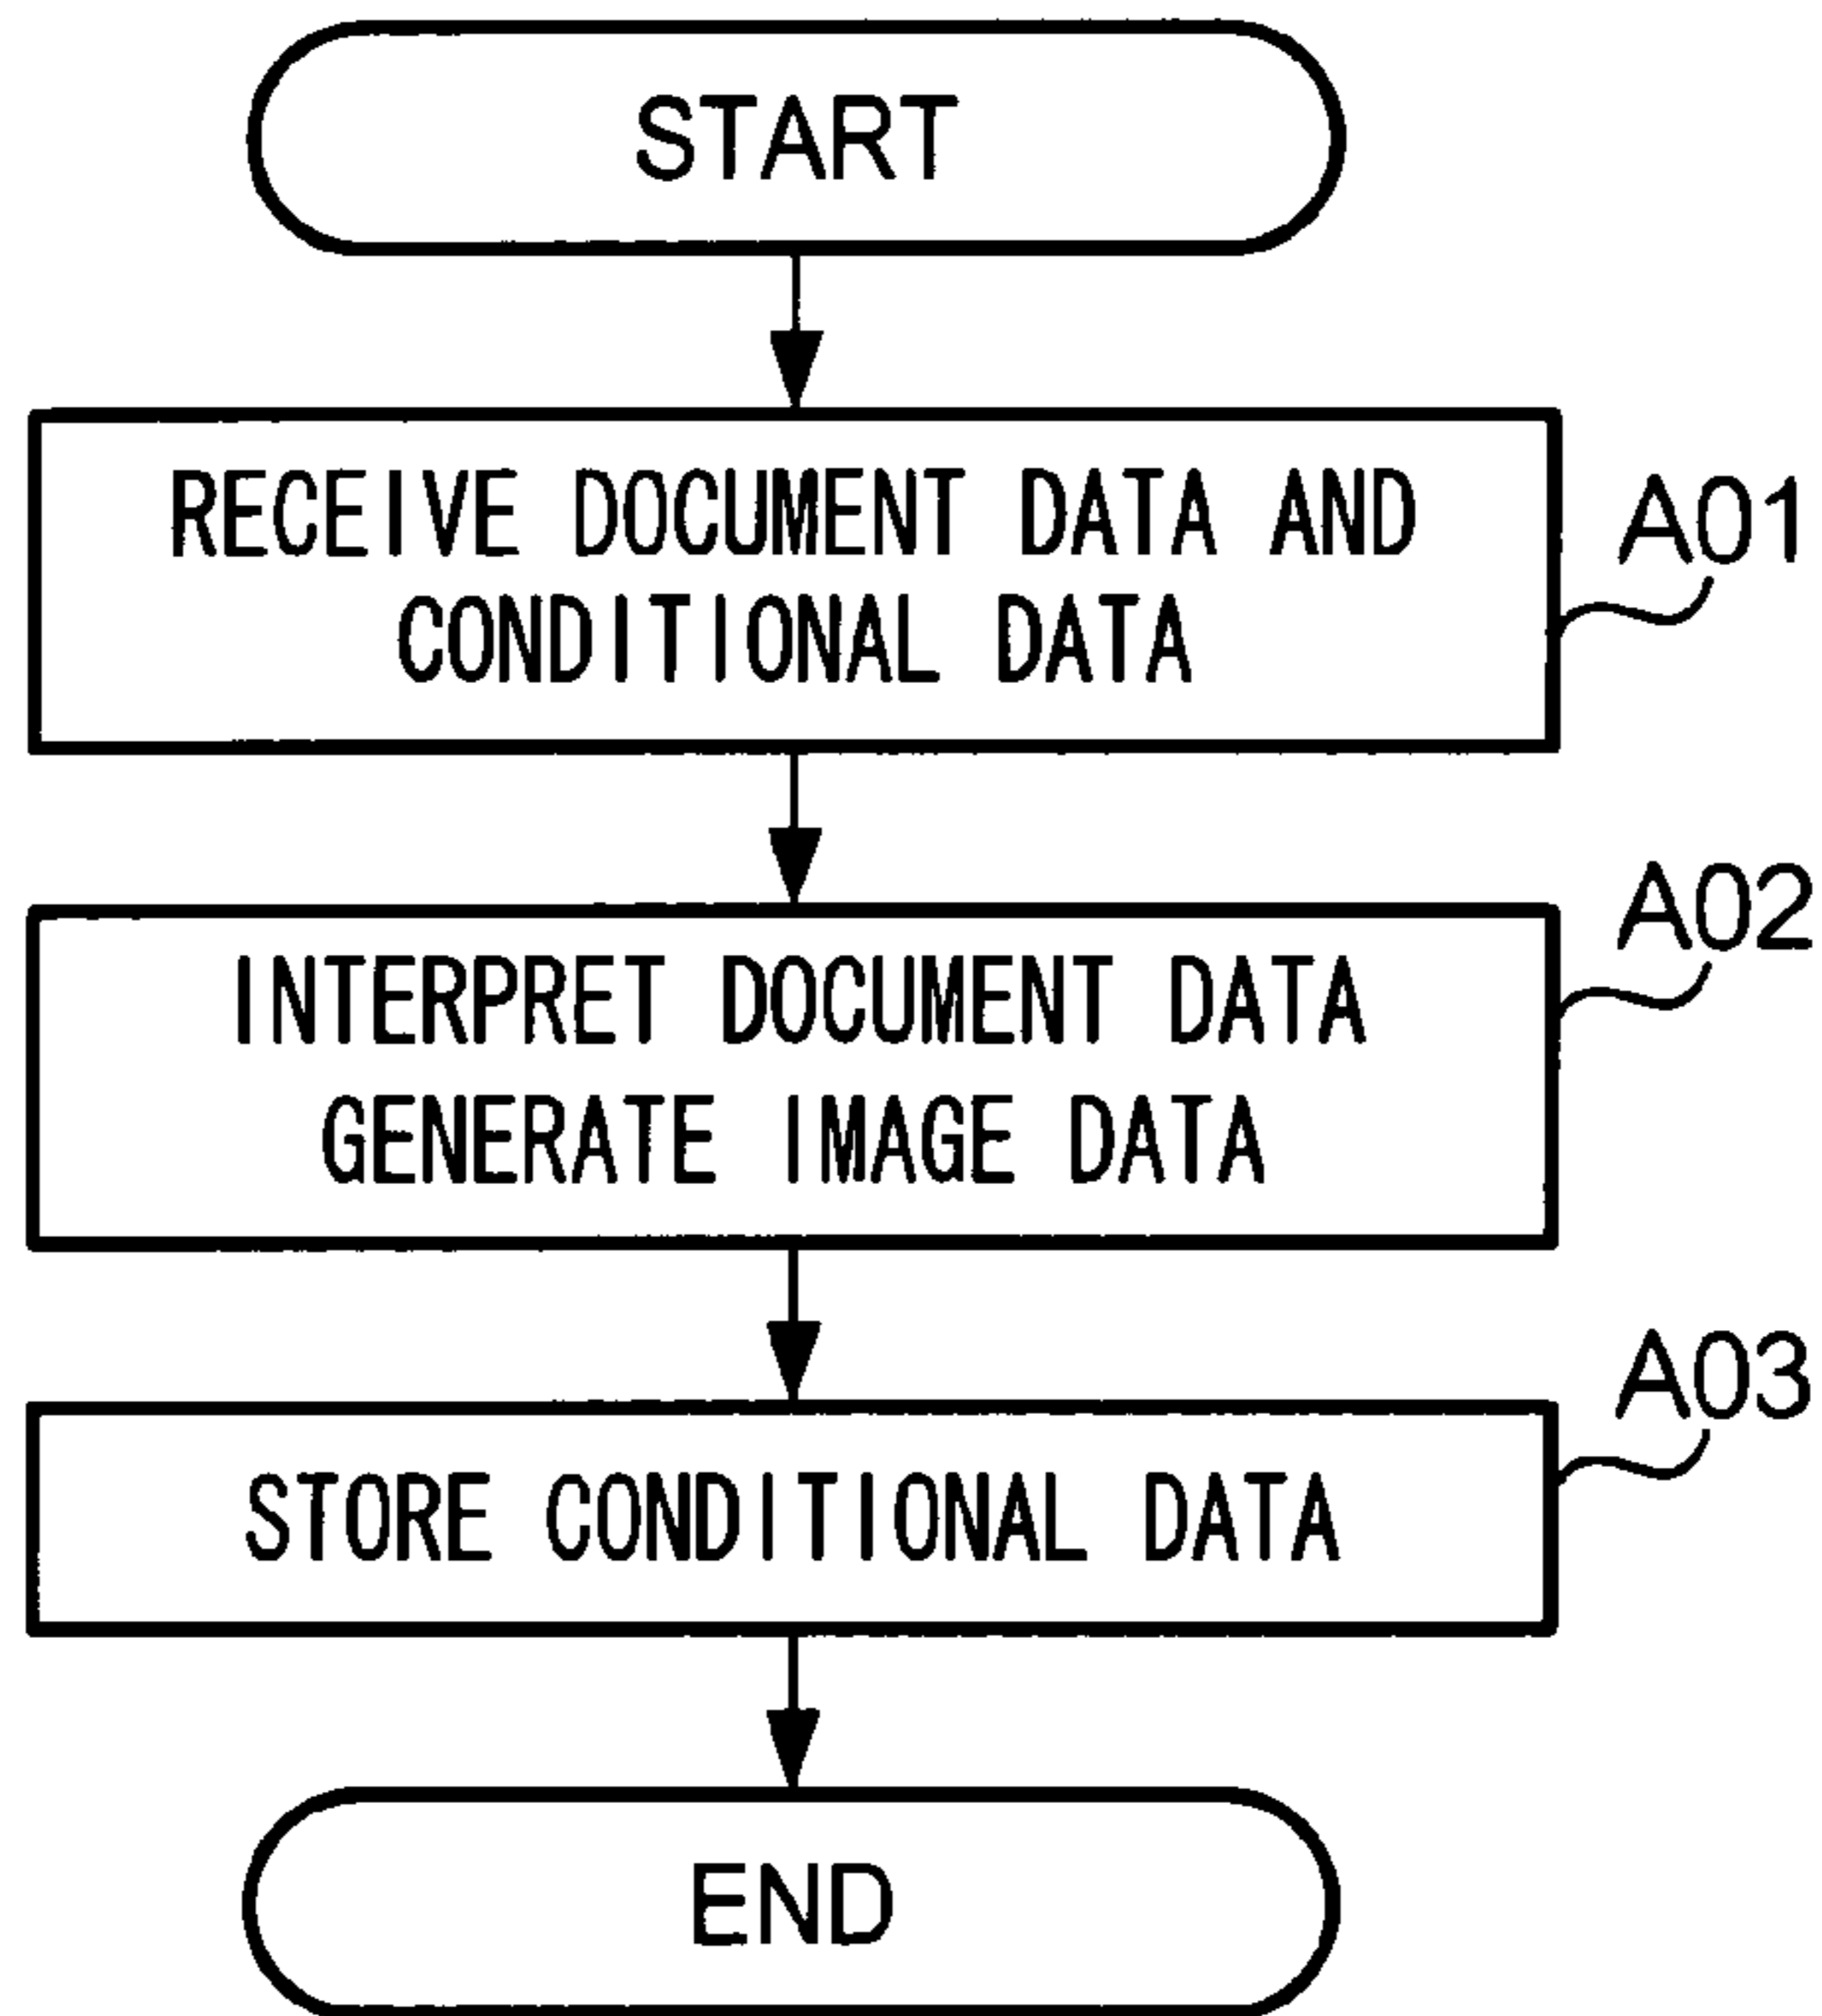 START
RECEIVE DOCUMENT DATA AND
CONDITIONAL DATA
A01
INTERPRET DOCUMENT DATA
GENERATE IMAGE DATA
A02
STORE CONDITIONAL DATA
A03
END